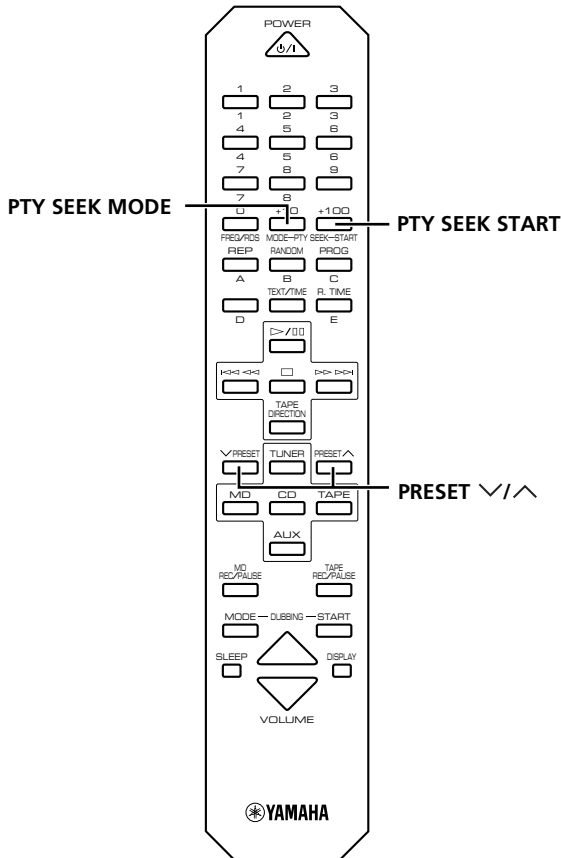 POWER
⏻/I
1 2 3
1 2 3
4 5 6
4 5 6
7 8 9
7 8
PTY SEEK MODE
0 +10 +100
PTY SEEK START
FREQ/RDS MODE–PTY SEEK–START
REP RANDOM PROG
A B C
TEXT/TIME R. TIME
D E
TAPE
DIRECTION
PRESET TUNER PRESET
PRESET ∨/∧
MD CD TAPE
AUX
MD
REC/PAUSE
TAPE
REC/PAUSE
MODE – DUBBING – START
SLEEP DISPLAY
VOLUME
YAMAHA